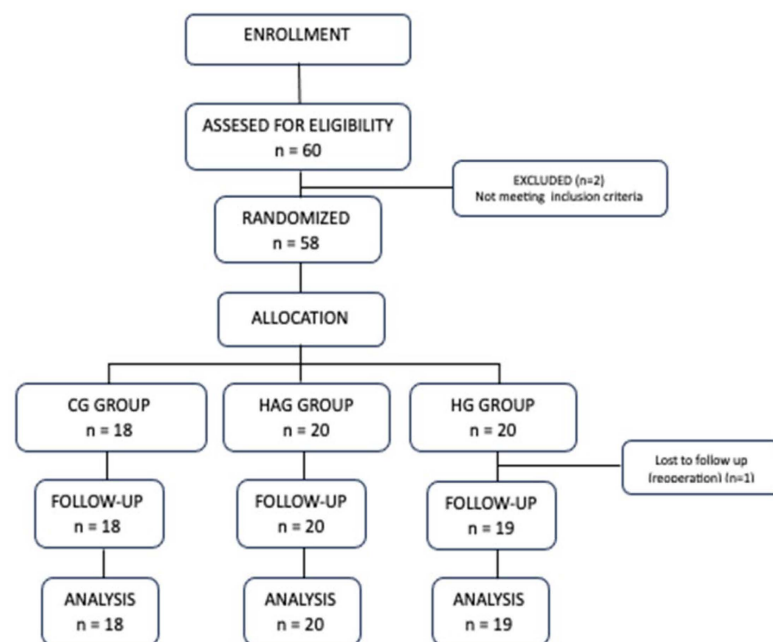 ENROLLMENT
ASSESED FOR ELIGIBILITY
n = 60
EXCLUDED (n=2)
Not meeting inclusion criteria
RANDOMIZED
n = 58
ALLOCATION
CG GROUP
n = 18
HAG GROUP
n = 20
HG GROUP
n = 20
Lost to follow up
(reoperation) (n=1)
FOLLOW-UP
n = 18
FOLLOW-UP
n = 20
FOLLOW-UP
n = 19
ANALYSIS
n = 18
ANALYSIS
n = 20
ANALYSIS
n = 19